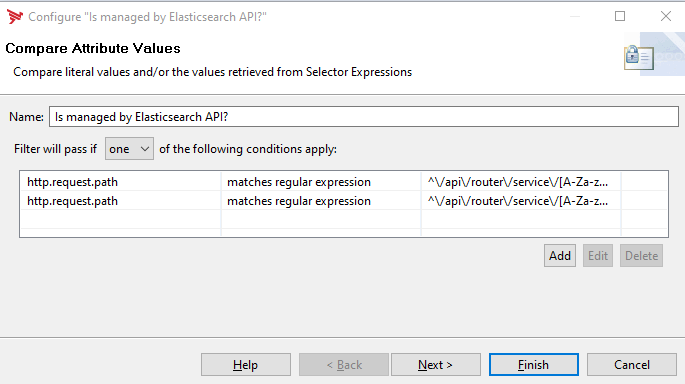 Configure "Is managed by Elasticsearch API?"
Compare Attribute Values
Compare literal values and/or the values retrieved from Selector Expressions
Name: Is managed by Elasticsearch API?
Filter will pass if one of the following conditions apply:
http.request.path matches regular expression ^\/api\/router\/service\/[A-Za-z...
http.request.path matches regular expression ^\/api\/router\/service\/[A-Za-z...
Add Edit Delete
Help < Back Next > Finish Cancel